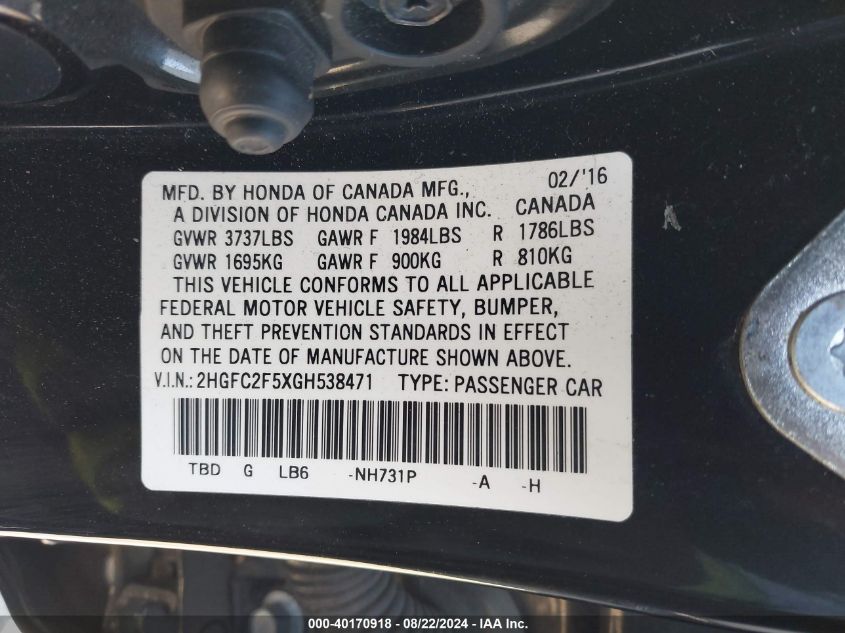 MFD. BY HONDA OF CANADA MFG., 02/'16
A DIVISION OF HONDA CANADA INC. CANADA
GVWR 3737LBS GAWR F 1984LBS R 1786LBS
GVWR 1695KG GAWR F 900KG R 810KG
THIS VEHICLE CONFORMS TO ALL APPLICABLE
FEDERAL MOTOR VEHICLE SAFETY, BUMPER,
AND THEFT PREVENTION STANDARDS IN EFFECT
ON THE DATE OF MANUFACTURE SHOWN ABOVE.
V.I.N.: 2HGFC2F5XGH538471 TYPE: PASSENGER CAR
TBD G LB6 -NH731P -A -H
000-40170918 - 08/22/2024 - IAA Inc.